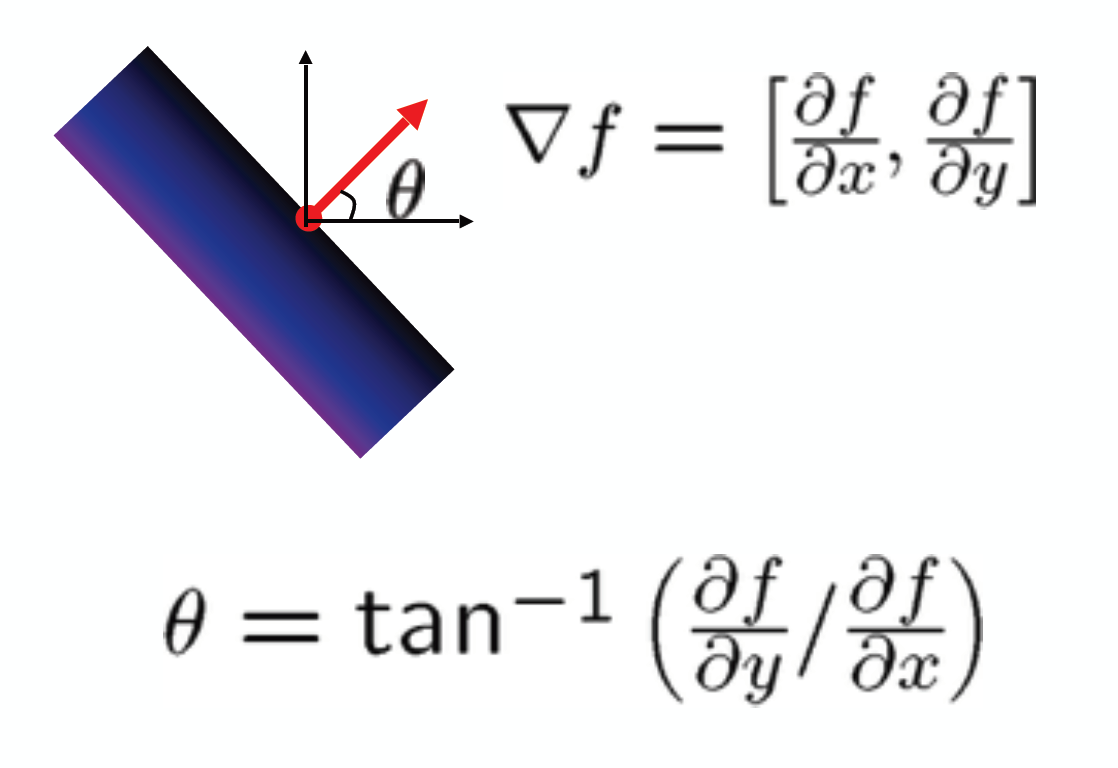 θ
∇f = [∂f/∂x, ∂f/∂y]
θ = tan⁻¹ (∂f/∂y / ∂f/∂x)